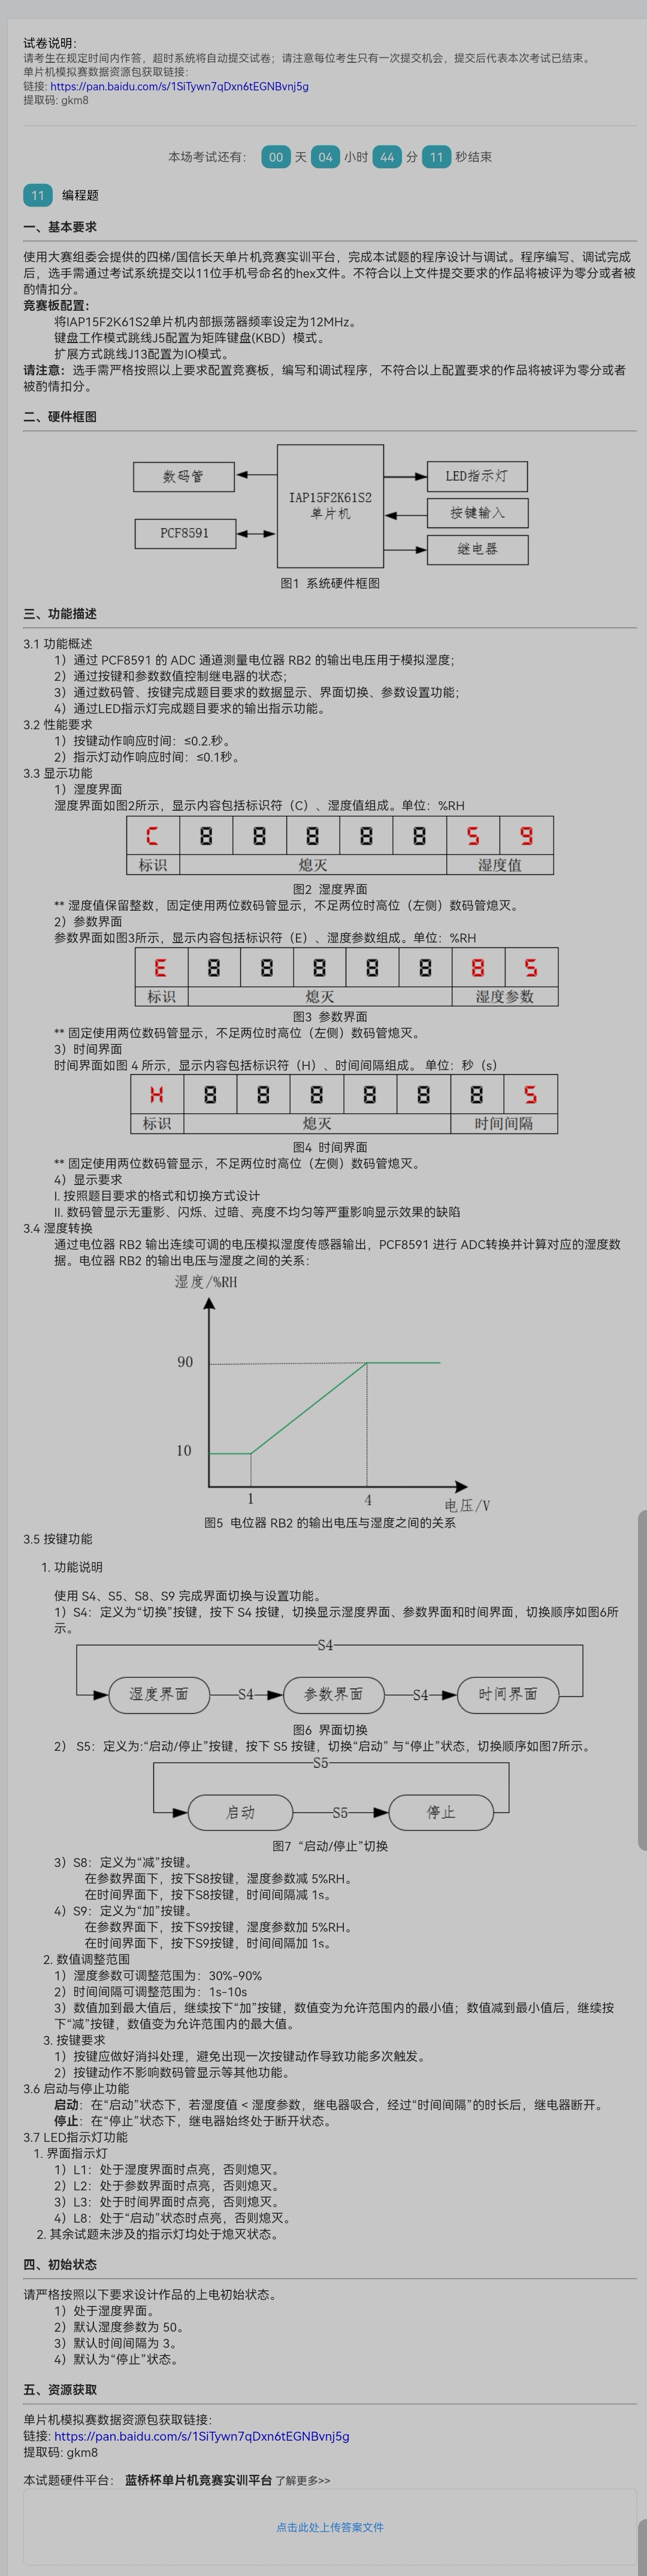 试卷说明：
请考生在规定时间内作答，超时系统将自动提交试卷；请注意每位考生只有一次提交机会，提交后代表本次考试已结束。
单片机模拟赛数据资源包获取链接：
链接: https://pan.baidu.com/s/1SiTywn7qDxn6tEGNBvnj5g
提取码: gkm8
本场考试还有： 00 天 04 小时 44 分 11 秒结束
11 编程题
一、基本要求
使用大赛组委会提供的四梯/国信长天单片机竞赛实训平台，完成本试题的程序设计与调试。程序编写、调试完成
后，选手需通过考试系统提交以11位手机号命名的hex文件。不符合以上文件提交要求的作品将被评为零分或者被
酌情扣分。
竞赛板配置：
将IAP15F2K61S2单片机内部振荡器频率设定为12MHz。
键盘工作模式跳线J5配置为矩阵键盘(KBD）模式。
扩展方式跳线J13配置为IO模式。
请注意：选手需严格按照以上要求配置竞赛板，编写和调试程序，不符合以上配置要求的作品将被评为零分或者
被酌情扣分。
二、硬件框图
数码管
PCF8591
IAP15F2K61S2
单片机
LED指示灯
按键输入
继电器
图1 系统硬件框图
三、功能描述
3.1 功能概述
1）通过 PCF8591 的 ADC 通道测量电位器 RB2 的输出电压用于模拟湿度；
2）通过按键和参数数值控制继电器的状态；
3）通过数码管、按键完成题目要求的数据显示、界面切换、参数设置功能；
4）通过LED指示灯完成题目要求的输出指示功能。
3.2 性能要求
1）按键动作响应时间：≤0.2.秒。
2）指示灯动作响应时间：≤0.1秒。
3.3 显示功能
1）湿度界面
湿度界面如图2所示，显示内容包括标识符（C）、湿度值组成。单位：%RH
C 8 8 8 8 8 5 9
标识 熄灭 湿度值
图2 湿度界面
** 湿度值保留整数，固定使用两位数码管显示，不足两位时高位（左侧）数码管熄灭。
2）参数界面
参数界面如图3所示，显示内容包括标识符（E）、湿度参数组成。单位：%RH
E 8 8 8 8 8 8 5
标识 熄灭 湿度参数
图3 参数界面
** 固定使用两位数码管显示，不足两位时高位（左侧）数码管熄灭。
3）时间界面
时间界面如图 4 所示，显示内容包括标识符（H）、时间间隔组成。 单位：秒（s）
H 8 8 8 8 8 8 5
标识 熄灭 时间间隔
图4 时间界面
** 固定使用两位数码管显示，不足两位时高位（左侧）数码管熄灭。
4）显示要求
I. 按照题目要求的格式和切换方式设计
II. 数码管显示无重影、闪烁、过暗、亮度不均匀等严重影响显示效果的缺陷
3.4 湿度转换
通过电位器 RB2 输出连续可调的电压模拟湿度传感器输出，PCF8591 进行 ADC转换并计算对应的湿度数
据。电位器 RB2 的输出电压与湿度之间的关系：
湿度/%RH
90
10
1 4 电压/V
图5 电位器 RB2 的输出电压与湿度之间的关系
3.5 按键功能
1. 功能说明
使用 S4、S5、S8、S9 完成界面切换与设置功能。
1）S4：定义为“切换”按键，按下 S4 按键，切换显示湿度界面、参数界面和时间界面，切换顺序如图6所
示。
S4
湿度界面 S4 参数界面 S4 时间界面
图6 界面切换
2） S5：定义为:“启动/停止”按键，按下 S5 按键，切换“启动” 与“停止”状态，切换顺序如图7所示。
S5
启动 S5 停止
图7 “启动/停止”切换
3）S8：定义为“减”按键。
在参数界面下，按下S8按键，湿度参数减 5%RH。
在时间界面下，按下S8按键，时间间隔减 1s。
4）S9：定义为“加”按键。
在参数界面下，按下S9按键，湿度参数加 5%RH。
在时间界面下，按下S9按键，时间间隔加 1s。
2. 数值调整范围
1）湿度参数可调整范围为：30%-90%
2）时间间隔可调整范围为：1s-10s
3）数值加到最大值后，继续按下“加”按键，数值变为允许范围内的最小值；数值减到最小值后，继续按
下“减”按键，数值变为允许范围内的最大值。
3. 按键要求
1）按键应做好消抖处理，避免出现一次按键动作导致功能多次触发。
2）按键动作不影响数码管显示等其他功能。
3.6 启动与停止功能
启动：在“启动”状态下，若湿度值 < 湿度参数，继电器吸合，经过“时间间隔”的时长后，继电器断开。
停止：在“停止”状态下，继电器始终处于断开状态。
3.7 LED指示灯功能
1. 界面指示灯
1）L1：处于湿度界面时点亮，否则熄灭。
2）L2：处于参数界面时点亮，否则熄灭。
3）L3：处于时间界面时点亮，否则熄灭。
4）L8：处于“启动”状态时点亮，否则熄灭。
2. 其余试题未涉及的指示灯均处于熄灭状态。
四、初始状态
请严格按照以下要求设计作品的上电初始状态。
1）处于湿度界面。
2）默认湿度参数为 50。
3）默认时间间隔为 3。
4）默认为“停止”状态。
五、资源获取
单片机模拟赛数据资源包获取链接：
链接: https://pan.baidu.com/s/1SiTywn7qDxn6tEGNBvnj5g
提取码: gkm8
本试题硬件平台： 蓝桥杯单片机竞赛实训平台 了解更多>>
点击此处上传答案文件